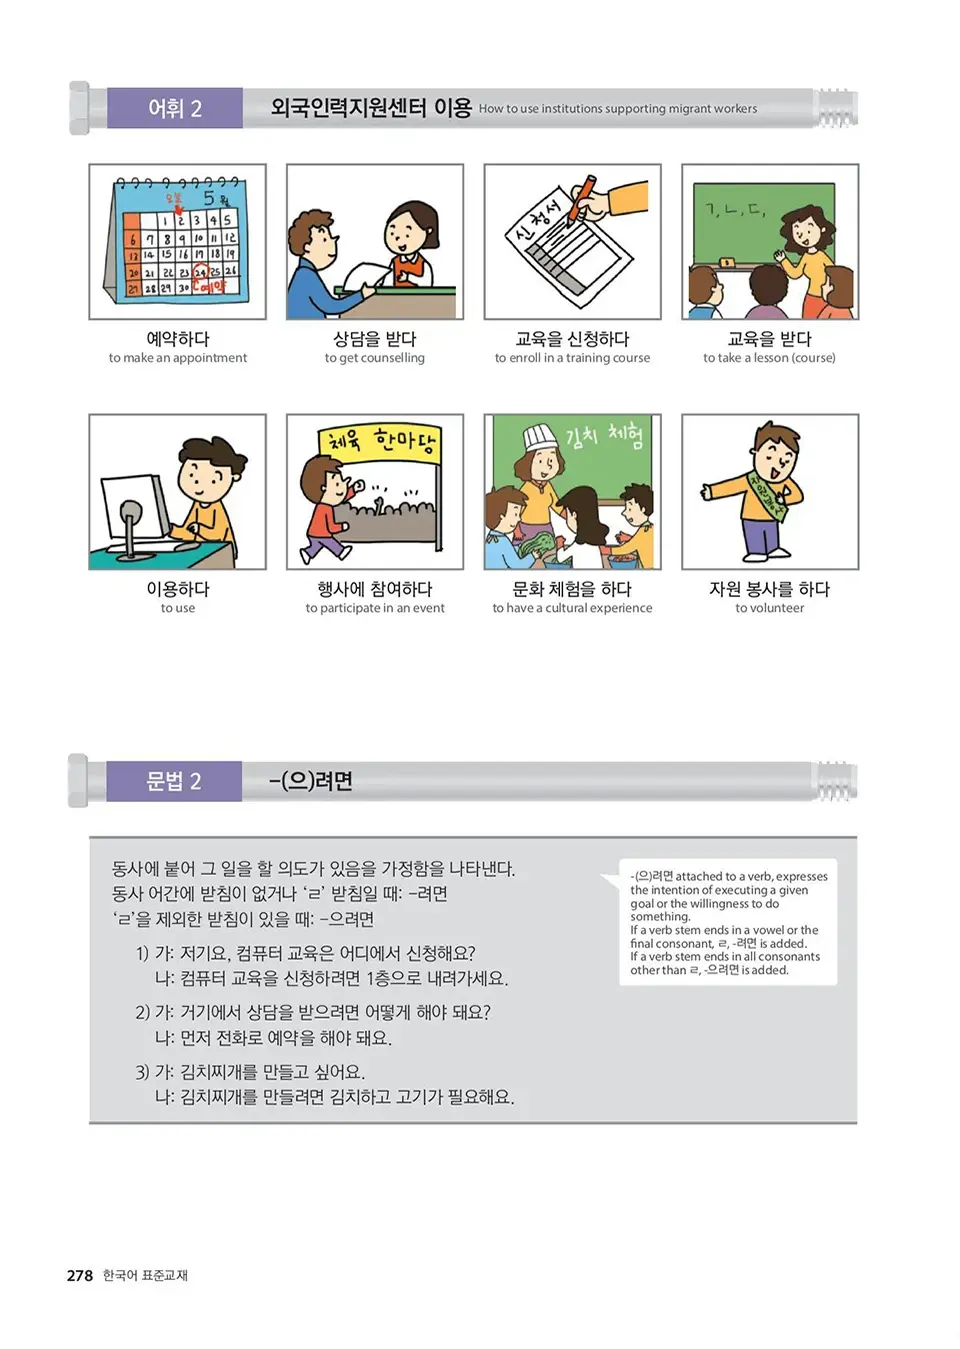 어휘 2 외국인력지원센터 이용 How to use institutions supporting migrant workers
오늘 5월
1 2 3 4 5
6 7 8 9 10 11 12
13 14 15 16 17 18 19
20 21 22 23 24 25 26
27 28 29 30 예약
신청서
ㄱ, ㄴ, ㄷ,
예약하다
to make an appointment
상담을 받다
to get counselling
교육을 신청하다
to enroll in a training course
교육을 받다
to take a lesson (course)
체육 한마당
김치 체험
자원봉사
이용하다
to use
행사에 참여하다
to participate in an event
문화 체험을 하다
to have a cultural experience
자원 봉사를 하다
to volunteer
문법 2 -(으)려면
동사에 붙어 그 일을 할 의도가 있음을 가정함을 나타낸다.
동사 어간에 받침이 없거나 ‘ㄹ’ 받침일 때: -려면
‘ㄹ’을 제외한 받침이 있을 때: -으려면
1) 가: 저기요, 컴퓨터 교육은 어디에서 신청해요?
나: 컴퓨터 교육을 신청하려면 1층으로 내려가세요.
2) 가: 거기에서 상담을 받으려면 어떻게 해야 돼요?
나: 먼저 전화로 예약을 해야 돼요.
3) 가: 김치찌개를 만들고 싶어요.
나: 김치찌개를 만들려면 김치하고 고기가 필요해요.
-(으)려면 attached to a verb, expresses
the intention of executing a given
goal or the willingness to do
something.
If a verb stem ends in a vowel or the
final consonant, ㄹ, -려면 is added.
If a verb stem ends in all consonants
other than ㄹ, -으려면 is added.
278 한국어 표준교재